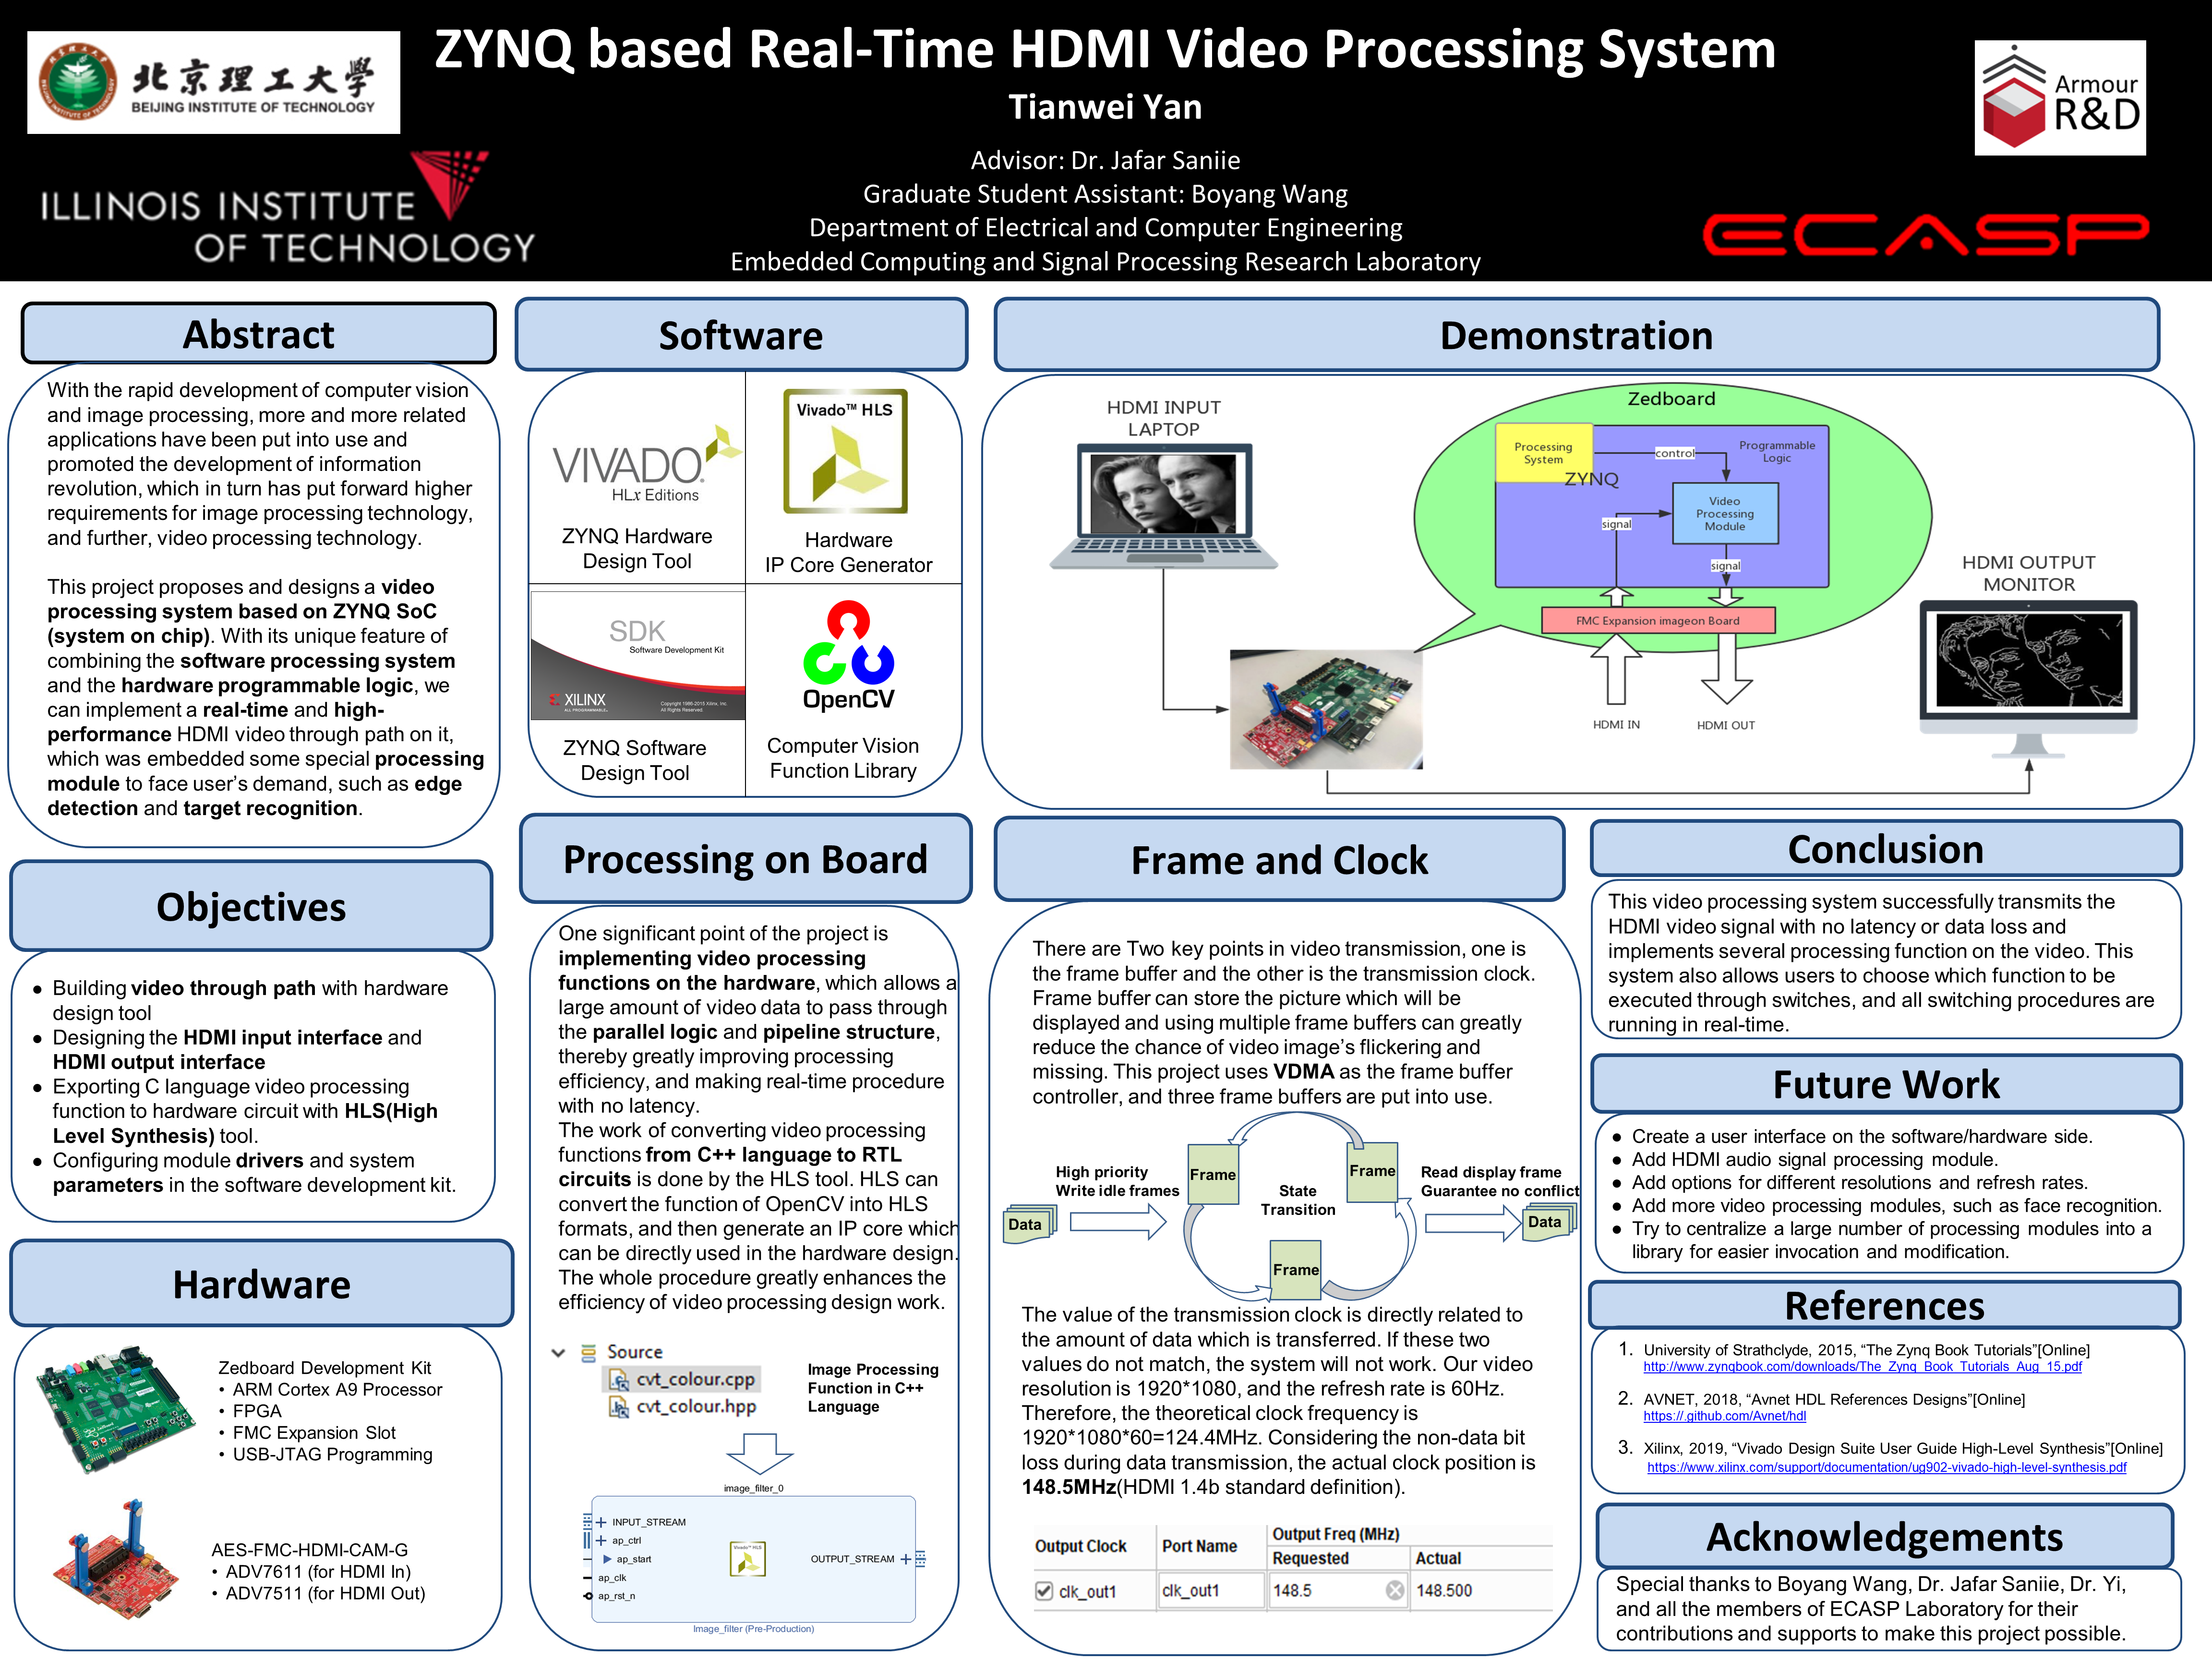 北京理工大学
BEIJING INSTITUTE OF TECHNOLOGY
ILLINOIS INSTITUTE
OF TECHNOLOGY
ZYNQ based Real-Time HDMI Video Processing System
Tianwei Yan
Advisor: Dr. Jafar Saniie
Graduate Student Assistant: Boyang Wang
Department of Electrical and Computer Engineering
Embedded Computing and Signal Processing Research Laboratory
Armour
R&D
ECASP
Abstract
With the rapid development of computer vision
and image processing, more and more related
applications have been put into use and
promoted the development of information
revolution, which in turn has put forward higher
requirements for image processing technology,
and further, video processing technology.
This project proposes and designs a video
processing system based on ZYNQ SoC
(system on chip). With its unique feature of
combining the software processing system
and the hardware programmable logic, we
can implement a real-time and high-
performance HDMI video through path on it,
which was embedded some special processing
module to face user's demand, such as edge
detection and target recognition.
Objectives
● Building video through path with hardware
design tool
● Designing the HDMI input interface and
HDMI output interface
● Exporting C language video processing
function to hardware circuit with HLS(High
Level Synthesis) tool.
● Configuring module drivers and system
parameters in the software development kit.
Hardware
Zedboard Development Kit
• ARM Cortex A9 Processor
• FPGA
• FMC Expansion Slot
• USB-JTAG Programming
AES-FMC-HDMI-CAM-G
• ADV7611 (for HDMI In)
• ADV7511 (for HDMI Out)
Software
VIVADO
HLx Editions
ZYNQ Hardware
Design Tool
Vivado™ HLS
Hardware
IP Core Generator
SDK
Software Development Kit
XILINX
ALL PROGRAMMABLE
Copyright 1986-2015 Xilinx, Inc.
All Rights Reserved.
ZYNQ Software
Design Tool
OpenCV
Computer Vision
Function Library
Processing on Board
One significant point of the project is
implementing video processing
functions on the hardware, which allows a
large amount of video data to pass through
the parallel logic and pipeline structure,
thereby greatly improving processing
efficiency, and making real-time procedure
with no latency.
The work of converting video processing
functions from C++ language to RTL
circuits is done by the HLS tool. HLS can
convert the function of OpenCV into HLS
formats, and then generate an IP core which
can be directly used in the hardware design.
The whole procedure greatly enhances the
efficiency of video processing design work.
Source
cvt_colour.cpp
cvt_colour.hpp
Image Processing
Function in C++
Language
image_filter_0
INPUT_STREAM
ap_ctrl
ap_start
ap_clk
ap_rst_n
Vivado™ HLS
OUTPUT_STREAM
Image_filter (Pre-Production)
Demonstration
HDMI INPUT
LAPTOP
Zedboard
Processing
System
ZYNQ
control
Programmable
Logic
Video
Processing
Module
signal
signal
FMC Expansion imageon Board
HDMI IN
HDMI OUT
HDMI OUTPUT
MONITOR
Frame and Clock
There are Two key points in video transmission, one is
the frame buffer and the other is the transmission clock.
Frame buffer can store the picture which will be
displayed and using multiple frame buffers can greatly
reduce the chance of video image's flickering and
missing. This project uses VDMA as the frame buffer
controller, and three frame buffers are put into use.
High priority
Write idle frames
Data
Frame
Frame
State
Transition
Frame
Read display frame
Guarantee no conflict
Data
The value of the transmission clock is directly related to
the amount of data which is transferred. If these two
values do not match, the system will not work. Our video
resolution is 1920*1080, and the refresh rate is 60Hz.
Therefore, the theoretical clock frequency is
1920*1080*60=124.4MHz. Considering the non-data bit
loss during data transmission, the actual clock position is
148.5MHz(HDMI 1.4b standard definition).
Output Clock Port Name Output Freq (MHz)
Requested Actual
clk_out1 clk_out1 148.5 148.500
Conclusion
This video processing system successfully transmits the
HDMI video signal with no latency or data loss and
implements several processing function on the video. This
system also allows users to choose which function to be
executed through switches, and all switching procedures are
running in real-time.
Future Work
● Create a user interface on the software/hardware side.
● Add HDMI audio signal processing module.
● Add options for different resolutions and refresh rates.
● Add more video processing modules, such as face recognition.
● Try to centralize a large number of processing modules into a
library for easier invocation and modification.
References
1. University of Strathclyde, 2015, “The Zynq Book Tutorials”[Online]
http://www.zynqbook.com/downloads/The_Zynq_Book_Tutorials_Aug_15.pdf
2. AVNET, 2018, “Avnet HDL References Designs”[Online]
https://.github.com/Avnet/hdl
3. Xilinx, 2019, “Vivado Design Suite User Guide High-Level Synthesis”[Online]
https://www.xilinx.com/support/documentation/ug902-vivado-high-level-synthesis.pdf
Acknowledgements
Special thanks to Boyang Wang, Dr. Jafar Saniie, Dr. Yi,
and all the members of ECASP Laboratory for their
contributions and supports to make this project possible.